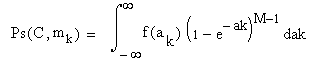 Ps(C,m_k) = ∫_{-∞}^{∞} f(a_k) (1 - e^{-ak})^{M-1} dak